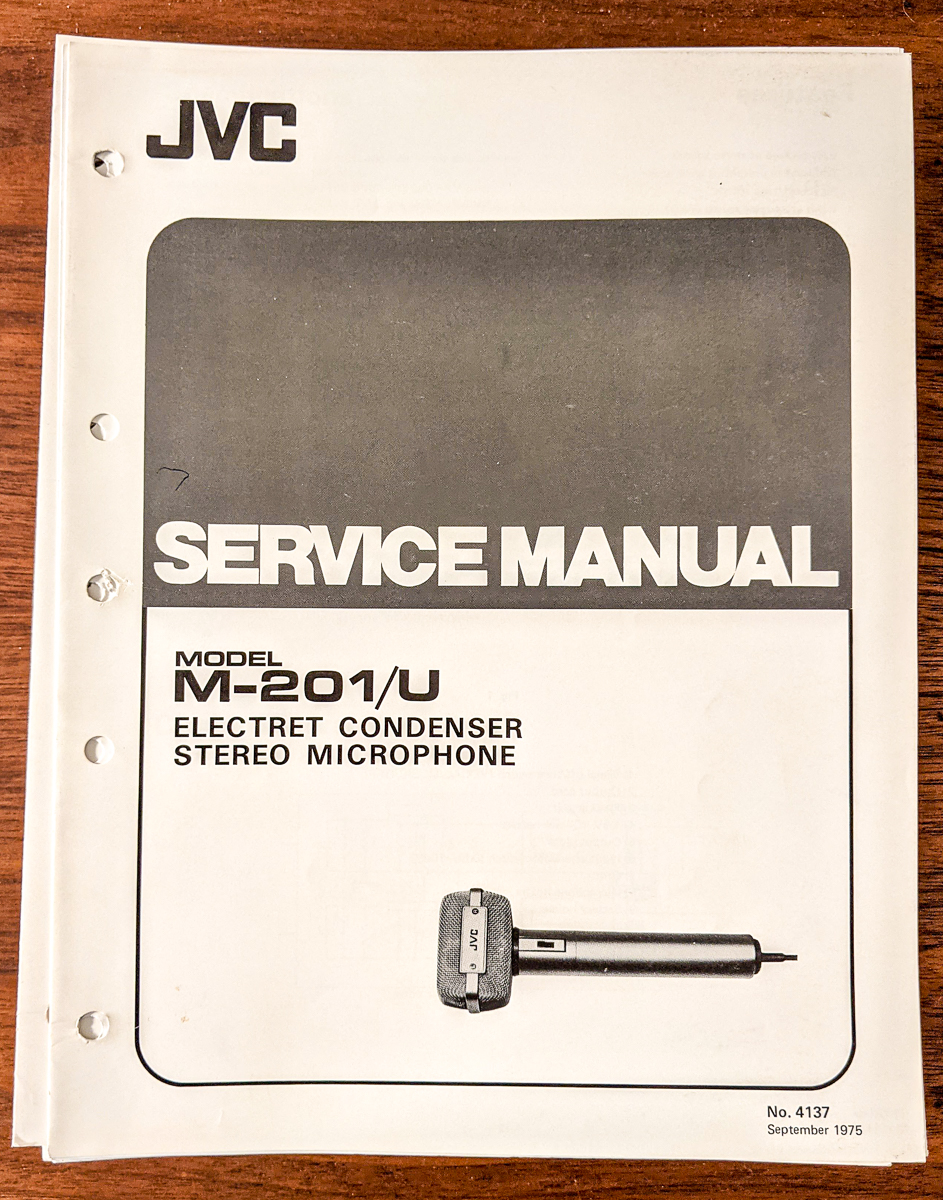 JVC
SERVICE MANUAL
MODEL
M-201/U
ELECTRET CONDENSER
STEREO MICROPHONE
JVC
No. 4137
September 1975